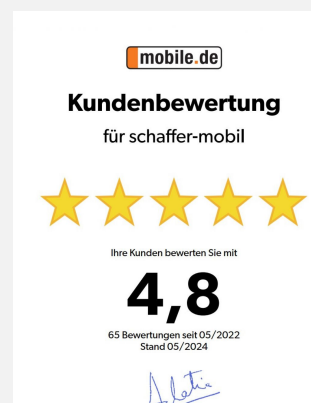 mobile.de
Kundenbewertung
für schaffer-mobil
Ihre Kunden bewerten Sie mit
4,8
65 Bewertungen seit 05/2022
Stand 05/2024